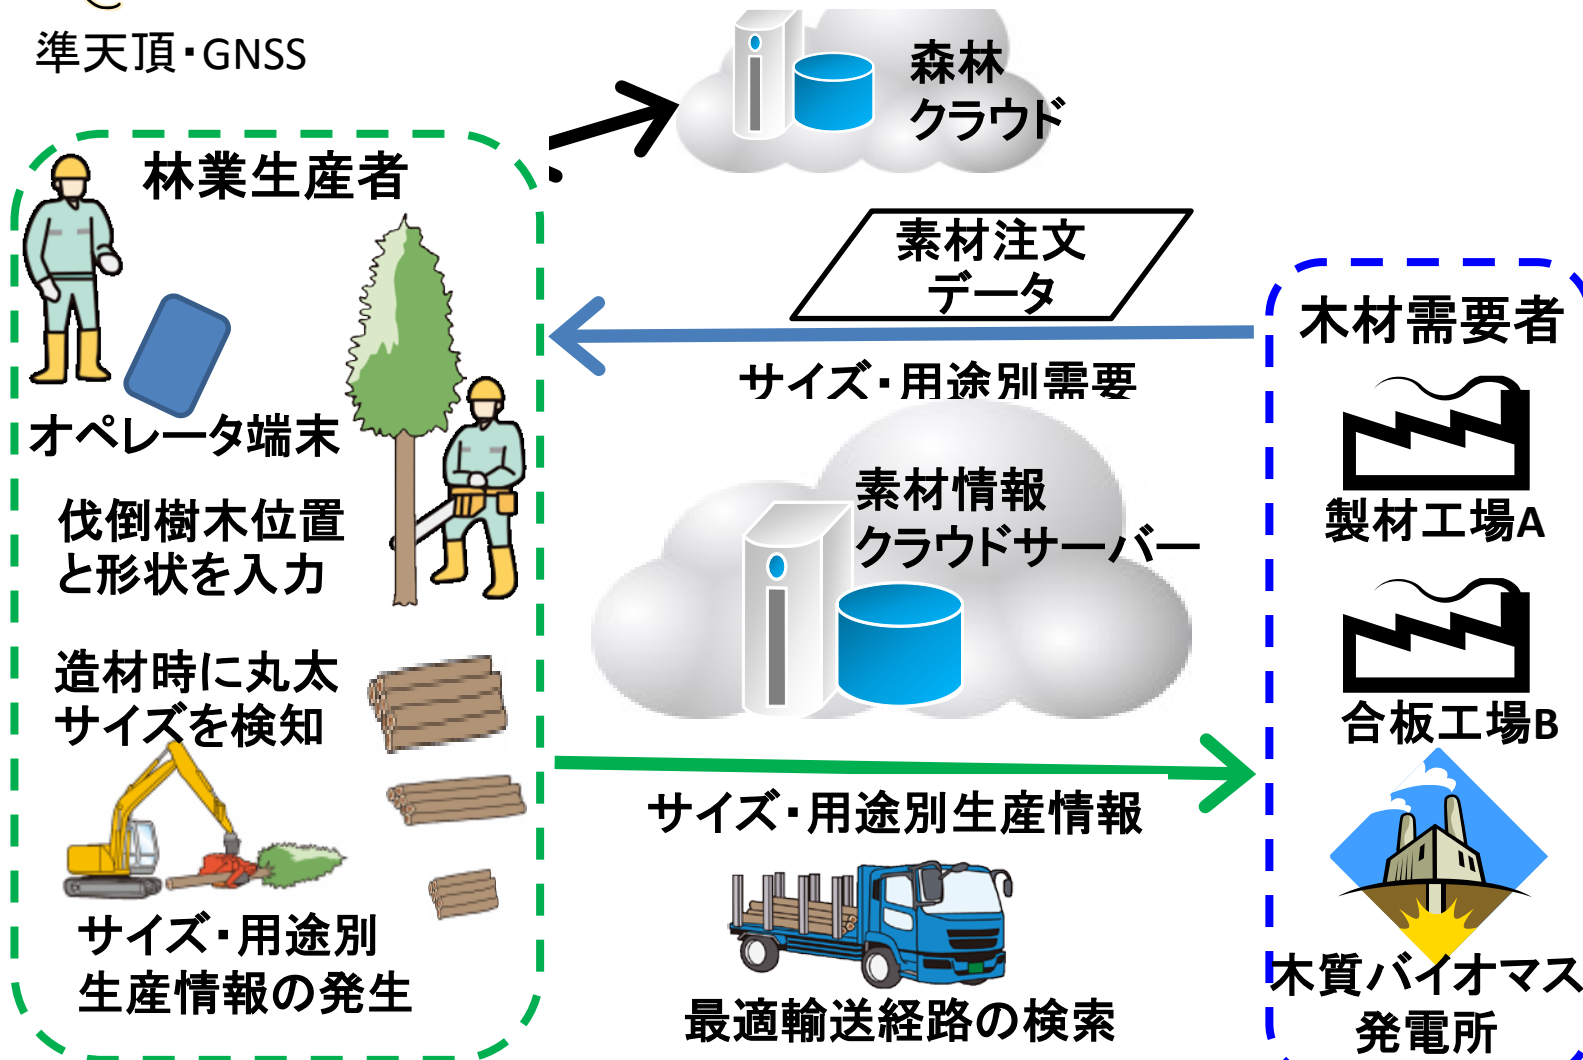 準天頂・GNSS
森林
クラウド
林業生産者
素材注文
データ
木材需要者
サイズ・用途別需要
オペレータ端末
製材工場A
素材情報
クラウドサーバー
伐倒樹木位置
と形状を入力
合板工場B
造材時に丸太
サイズを検知
サイズ・用途別生産情報
サイズ・用途別
生産情報の発生
最適輸送経路の検索
木質バイオマス
発電所